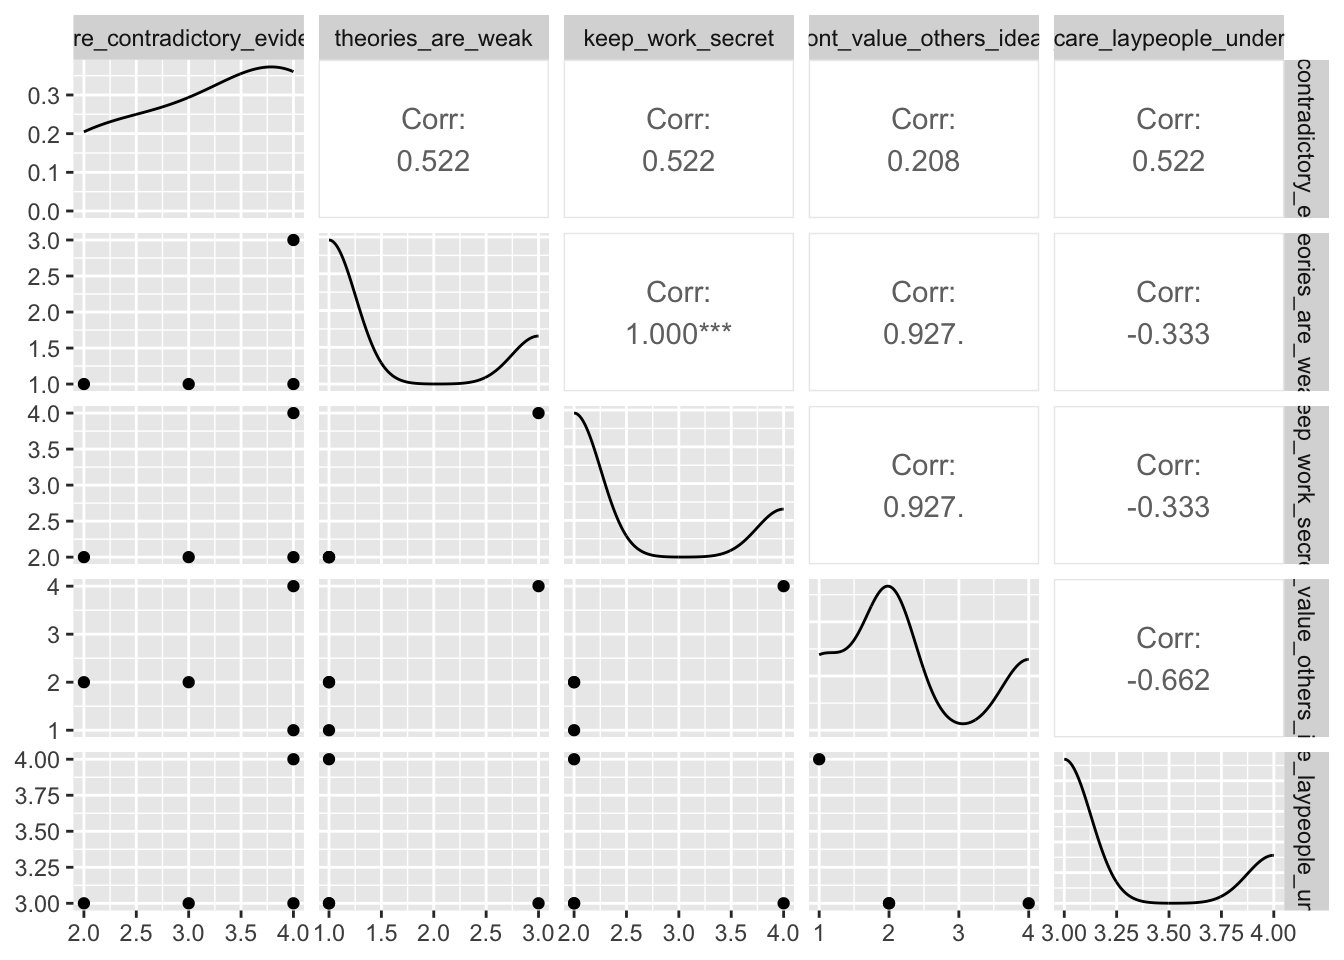 re_contradictory_evide
theories_are_weak
keep_work_secret
ont_value_others_idea
care_laypeople_under
0.3
0.2
0.1
0.0
Corr:
0.522
Corr:
0.522
Corr:
0.208
Corr:
0.522
contradictory_e
3.0
2.5
2.0
1.5
1.0
Corr:
1.000***
Corr:
0.927.
Corr:
-0.333
eories_are_wea
4.0
3.5
3.0
2.5
2.0
Corr:
0.927.
Corr:
-0.333
eep_work_secre
4
3
2
1
Corr:
-0.662
_value_others_i
4.00
3.75
3.50
3.25
3.00
e_laypeople_ur
2.0 2.5 3.0 3.5 4.0
1.0 1.5 2.0 2.5 3.0
2.0 2.5 3.0 3.5 4.0
1 2 3 4
3.00 3.25 3.50 3.75 4.00